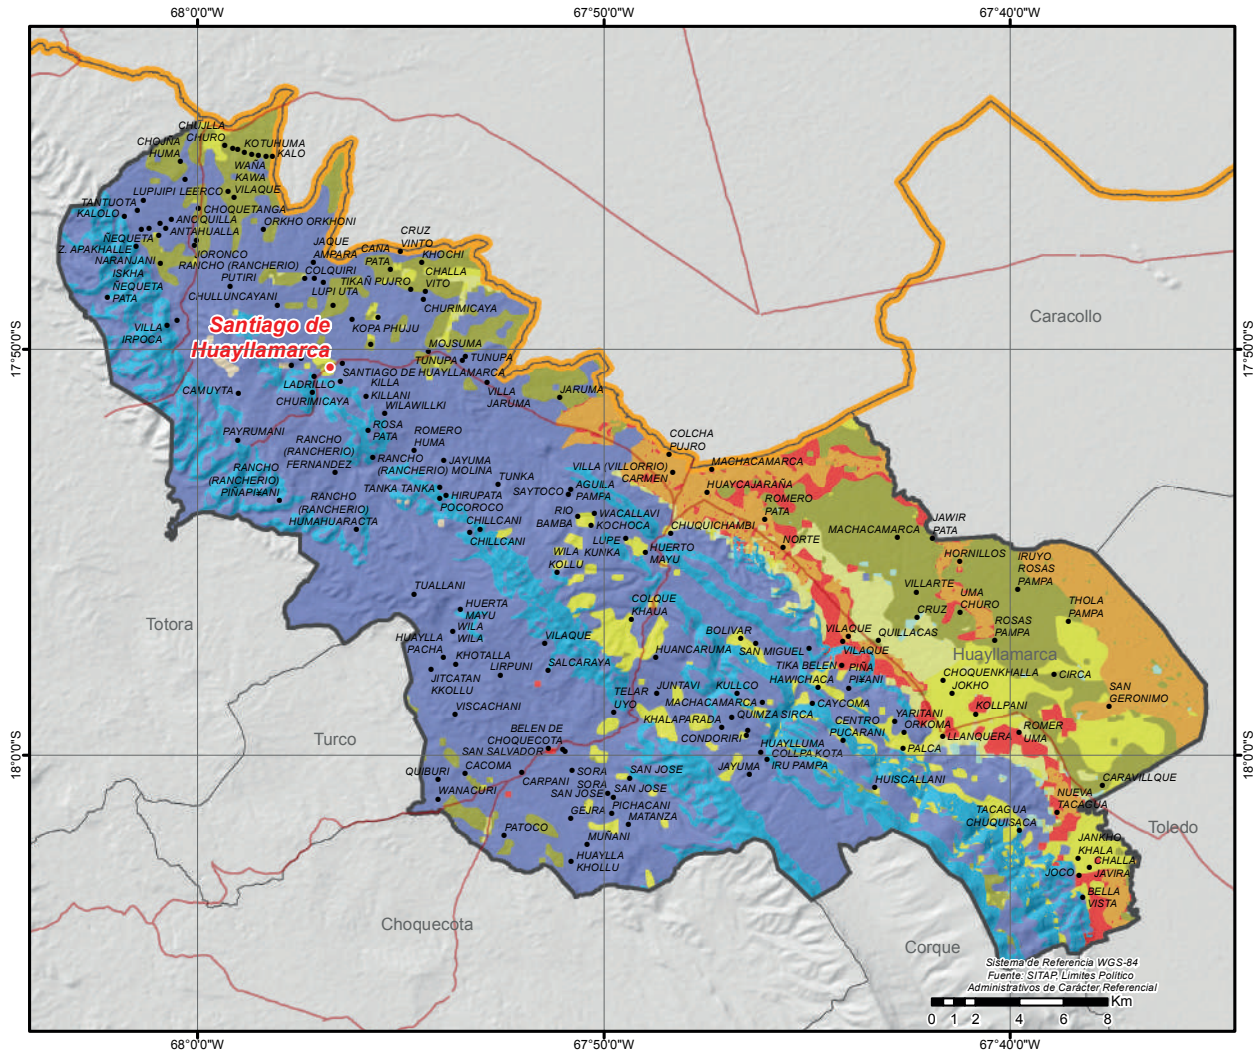 68°0'0"W
67°50'0"W
67°40'0"W
CHUJLLA
CHURO
CHOJNA
HUMA
KOTUHUMA
KALO
WAÑA
KAWA
LUPIJIPI LEERCO
VILAQUE
TANTUOTA
KALOLO
CHOQUETANGA
ANCQUILLA
ORKHO ORKHONI
ÑEQUETA
ANTAHUALLA
Z. APAKHALLE
NARANJANI
JORONCO
RANCHO (RANCHERIO)
JAQUE
AMPARA
CANA
PATA
CRUZ
VINTO
KHOCHI
ISKHA
ÑEQUETA
PATA
PUTIRI
COLQUIRI
TIKAÑ PUJRO
CHALLA
VITO
CHULLUNCAYANI
LUPI UTA
CHURIMICAYA
VILLA
IRPOCA
KOPA PHUJU
Santiago de
Huayllamarca
MOJSUMA
TUNUPA
TUNUPA
SANTIAGO DE HUAYLLAMARCA
LADRILLO
CHURIMICAYA
KILLA
KILLANI
VILLA
JARUMA
JARUMA
CAMUYTA
WILAWILLKI
PAYRUMANI
ROSA
PATA
ROMERO
HUMA
RANCHO
(RANCHERIO)
FERNANDEZ
RANCHO
(RANCHERIO)
JAYUMA
MOLINA
RANCHO
(RANCHERIO)
PIÑAPIKANI
RANCHO
(RANCHERIO)
HUMAHUARACTA
TANKA TANKA
HIRUPATA
POCOROCO
TUNKA
SAYTOCO
AGUILA
PAMPA
VILLA (VILLORRIO)
CARMEN
COLCHA
PUJRO
MACHACAMARCA
HUAYCAJARAÑA
ROMERO
PATA
RIO
BAMBA
WACALLAVI
KOCHOCA
CHUQUICHAMBI
CHILLCANI
CHILLCANI
LUPE
KUNKA
HUERTO
MAYU
WILA
KOLLU
NORTE
MACHACAMARCA
JAWIR
PATA
HORNILLOS
IRUYO
ROSAS
PAMPA
Caracollo
17°50'0"S
17°50'0"S
TUALLANI
COLQUE
KHAUA
VILLARTE
UMA
CHURO
THOLA
PAMPA
HUERTA
MAYU
WILA
WILA
CRUZ
ROSAS
PAMPA
Totora
HUAYLLA
PACHA
VILAQUE
BOLIVAR
VILAQUE
QUILLACAS
HUANCARUMA
SAN MIGUEL
VILAQUE
Huayllamarca
KHOTALLA
LIRPUNI
SALCARAYA
TIKA BELEN
PIÑA
PIKANI
CHOQUENKHALLA
CIRCA
JITCATAN
KKOLLU
JUNTAVI
KULLCO
HAWICHACA
JOKHO
SAN
GERONIMO
TELAR
UYO
MACHACAMARCA
CAYCOMA
VISCACHANI
KHALAPARADA
QUIMZA SIRCA
CENTRO
PUCARANI
YARITANI
ORKOMA
KOLLPANI
Turco
BELEN DE
CHOQUECOTA
CONDORIRI
LLANQUERA
ROMER
UMA
SAN SALVADOR
HUAYLLUMA
COLLPA KOTA
IRU PAMPA
PALCA
QUIBURI
CACOMA
CARPANI
SORA
SORA
SAN JOSE
JAYUMA
HUISCALLANI
CARAVILLQUE
WANACURI
SAN JOSE
SAN JOSE
PICHACANI
GEJRA
MATANZA
NUEVA
TACAGUA
18°0'0"S
18°0'0"S
PATOCO
MUÑANI
TACAGUA
CHUQUISACA
Toledo
HUAYLLA
KHOLLU
JANKHO
KHALA
CHALLA
JOCO
JAVIRA
BELLA
VISTA
Choquecota
Corque
Sistema de Referencia WGS-84
Fuente: SITAP, Limites Politico
Administrativos de Carácter Referencial
Km
0 1 2 4 6 8
68°0'0"W
67°50'0"W
67°40'0"W